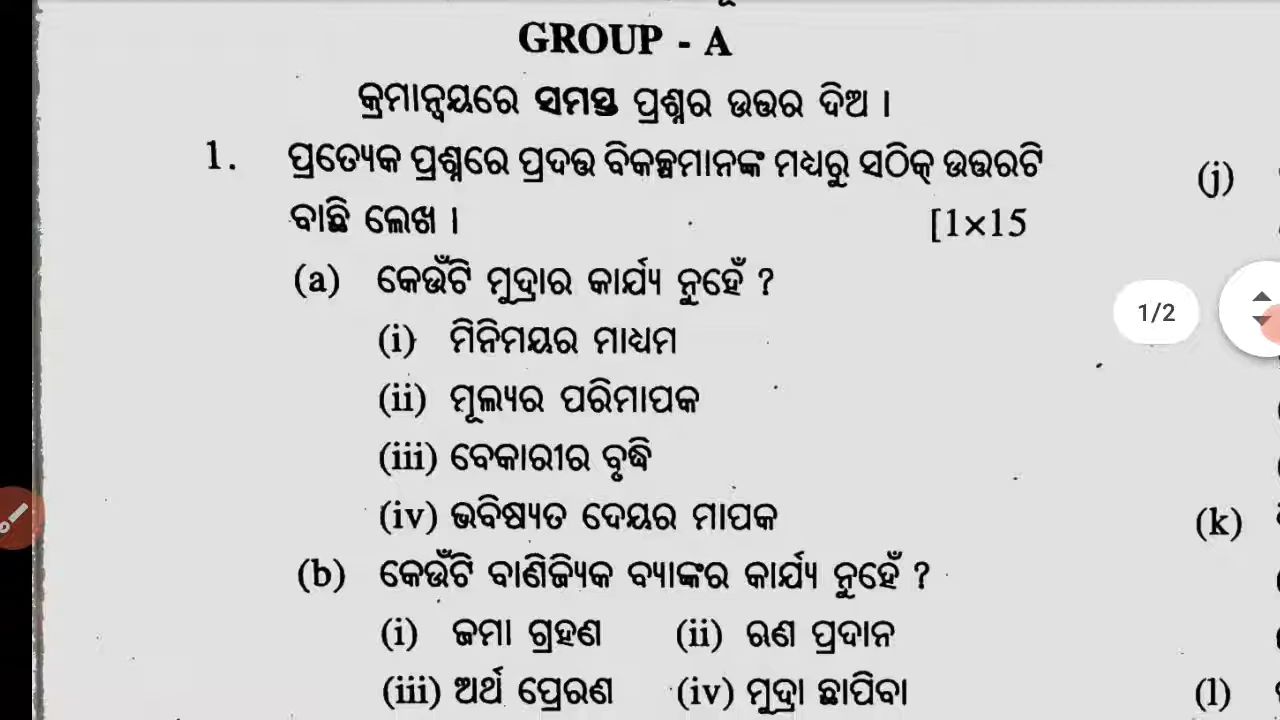 GROUP - A
କ୍ରମାନ୍ୱୟରେ ସମସ୍ତ ପ୍ରଶ୍ନର ଉତ୍ତର ଦିଅ ।
1. ପ୍ରତ୍ୟେକ ପ୍ରଶ୍ନରେ ପ୍ରଦତ୍ତ ବିକଳ୍ପମାନଙ୍କ ମଧ୍ୟରୁ ସଠିକ୍ ଉତ୍ତରଟି
ବାଛି ଲେଖ । [1×15
(a) କେଉଁଟି ମୁଦ୍ରାର କାର୍ଯ୍ୟ ନୁହେଁ ?
(i) ମିନିମୟର ମାଧ୍ୟମ
(ii) ମୂଲ୍ୟର ପରିମାପକ
(iii) ବେକାରୀର ବୃଦ୍ଧି
(iv) ଭବିଷ୍ୟତ ଦେୟର ମାପକ
(b) କେଉଁଟି ବାଣିଜ୍ୟିକ ବ୍ୟାଙ୍କର କାର୍ଯ୍ୟ ନୁହେଁ ?
(i) ଜମା ଗ୍ରହଣ (ii) ଋଣ ପ୍ରଦାନ
(iii) ଅର୍ଥ ପ୍ରେରଣ (iv) ମୁଦ୍ରା ଛାପିବା
(j)
1/2
(k)
(l)